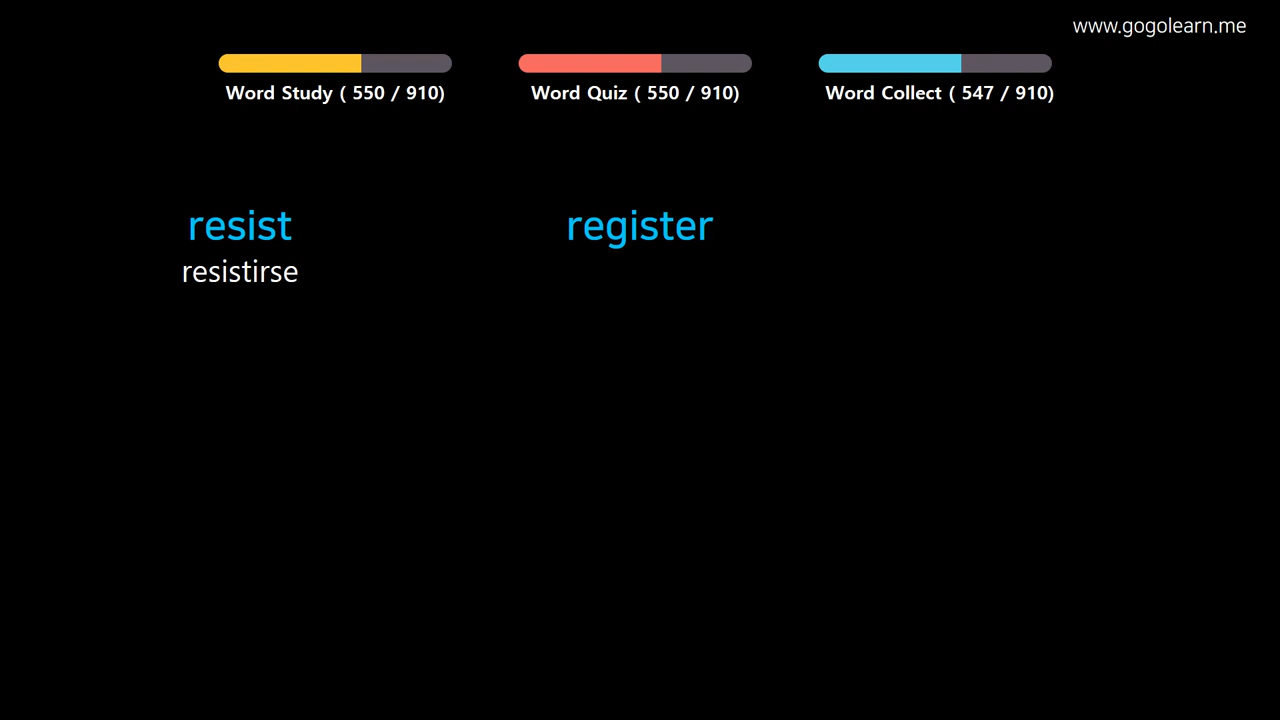 www.gogolearn.me
Word Study ( 550 / 910)
Word Quiz ( 550 / 910)
Word Collect ( 547 / 910)
resist
resistirse
register